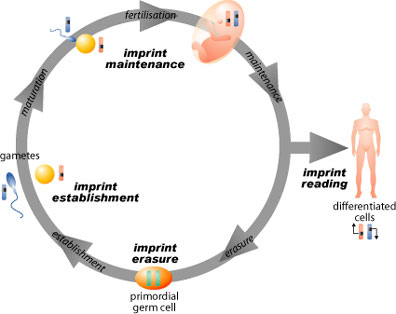 fertilisation
imprint
maintenance
maturation
maintenance
gametes
imprint
establishment
imprint
reading
differentiated
cells
establishment
imprint
erasure
erasure
primordial
germ cell